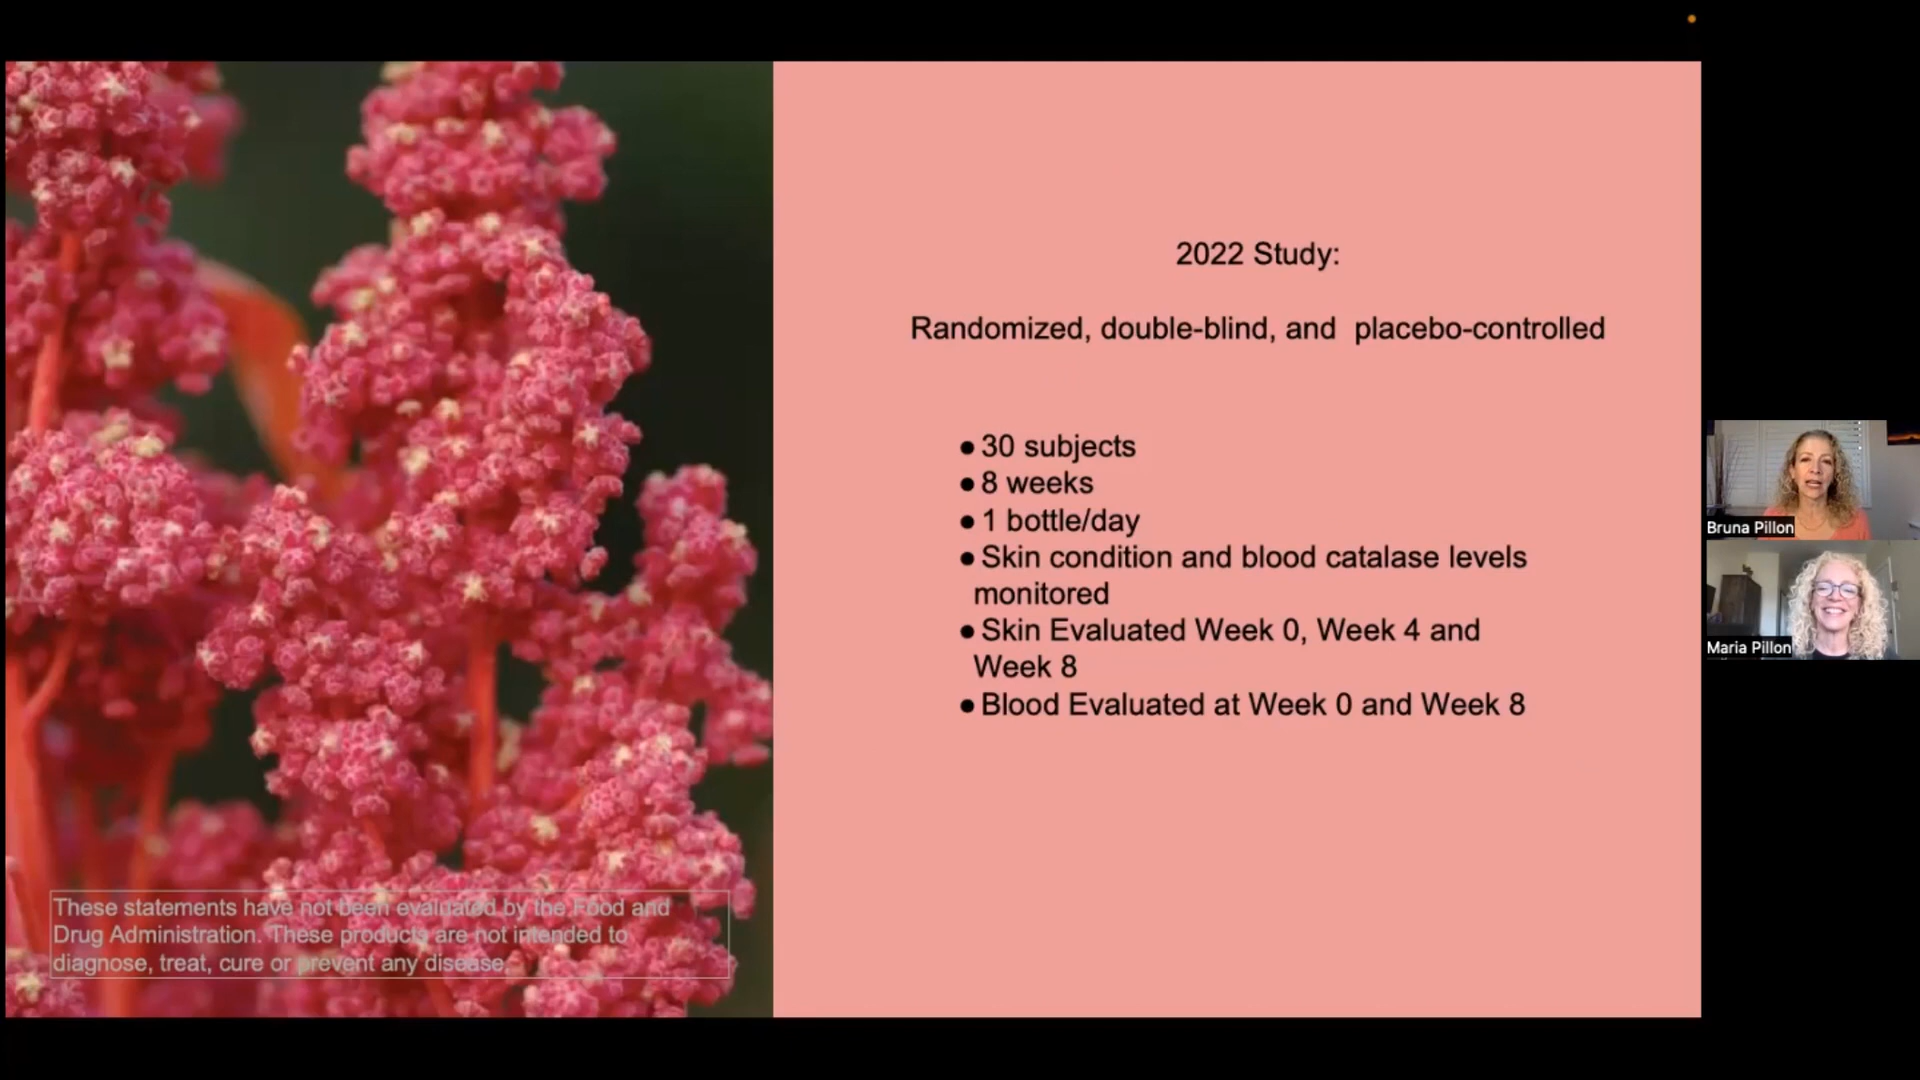 2022 Study:
Randomized, double-blind, and placebo-controlled
● 30 subjects
● 8 weeks
● 1 bottle/day
● Skin condition and blood catalase levels
monitored
● Skin Evaluated Week 0, Week 4 and
Week 8
● Blood Evaluated at Week 0 and Week 8
These statements have not been evaluated by the Food and
Drug Administration. These products are not intended to
diagnose, treat, cure or prevent any disease.
Bruna Pillon
Maria Pillon